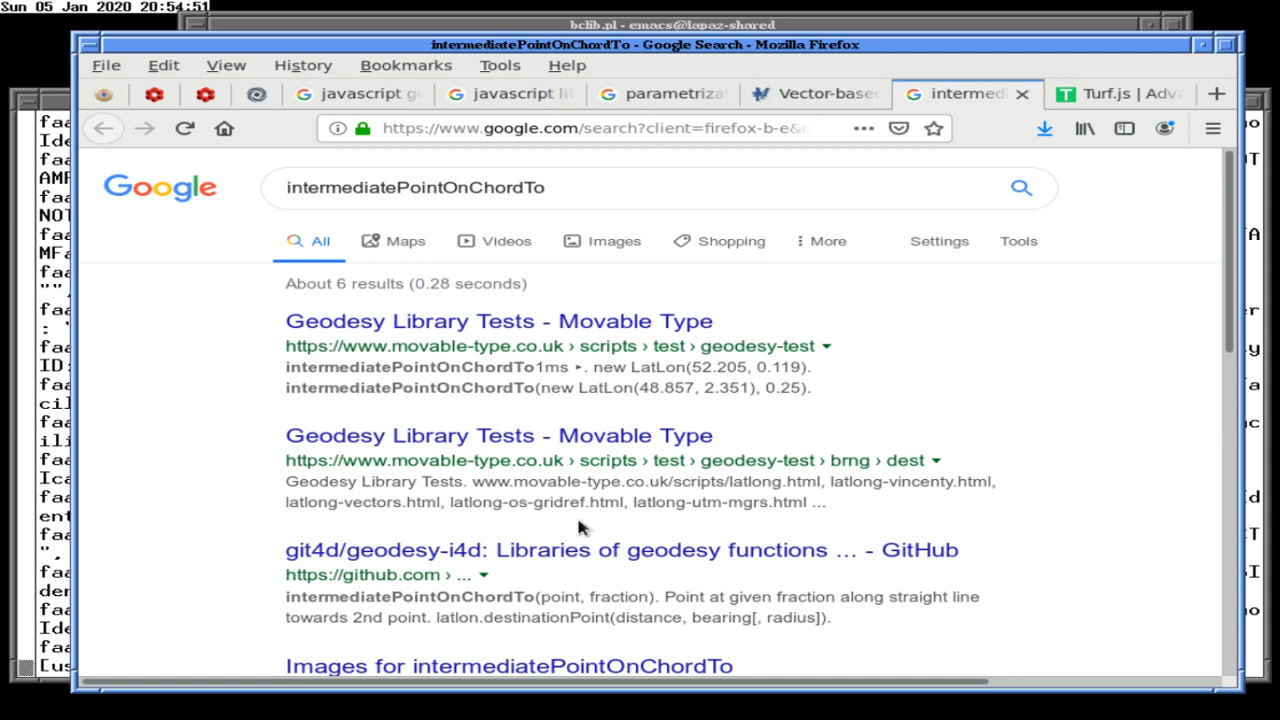 Sun 05 Jan 2020 20:54:51
bclib.pl - emacs@lapaz-shared
intermediatePointOnChordTo - Google Search - Mozilla Firefox
File Edit View History Bookmarks Tools Help
javascript ge javascript lil parametriza Vector-base intermed Turf.js | Adva
https://www.google.com/search?client=firefox-b-e&
Google
intermediatePointOnChordTo
All Maps Videos Images Shopping More Settings Tools
About 6 results (0.28 seconds)
Geodesy Library Tests - Movable Type
https://www.movable-type.co.uk › scripts › test › geodesy-test
intermediatePointOnChordTo1ms ‣. new LatLon(52.205, 0.119).
intermediatePointOnChordTo(new LatLon(48.857, 2.351), 0.25).
Geodesy Library Tests - Movable Type
https://www.movable-type.co.uk › scripts › test › geodesy-test › brng › dest
Geodesy Library Tests. www.movable-type.co.uk/scripts/latlong.html, latlong-vincenty.html,
latlong-vectors.html, latlong-os-gridref.html, latlong-utm-mgrs.html ...
git4d/geodesy-i4d: Libraries of geodesy functions ... - GitHub
https://github.com › ...
intermediatePointOnChordTo(point, fraction). Point at given fraction along straight line
towards 2nd point. latlon.destinationPoint(distance, bearing[, radius]).
Images for intermediatePointOnChordTo